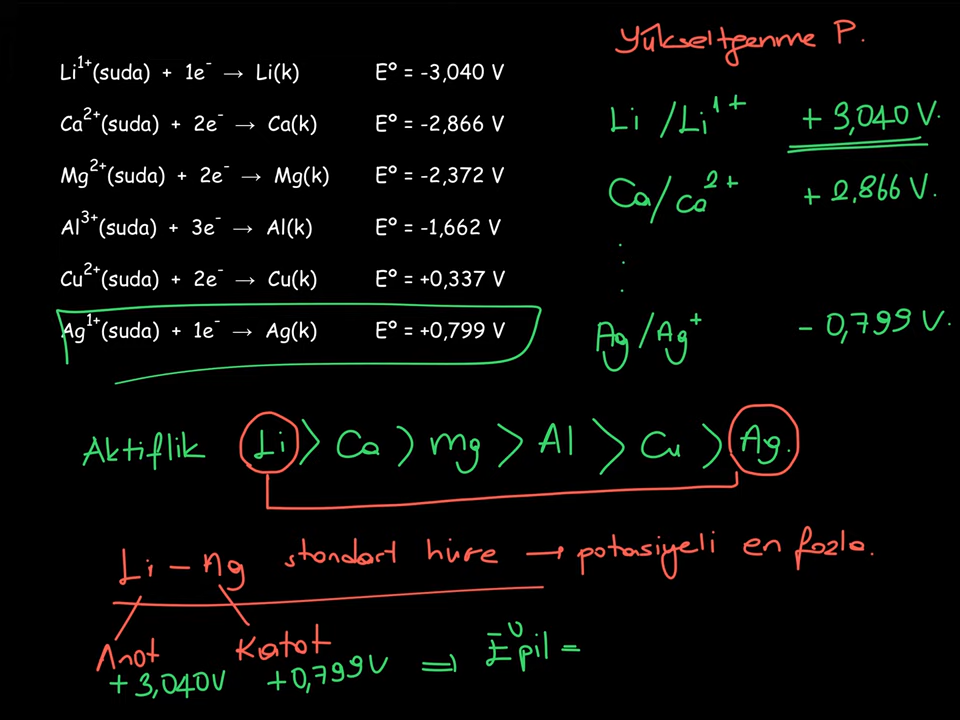 Yükseltgenme P.
Li¹⁺(suda) + 1e⁻ → Li(k) E° = -3,040 V
Li / Li¹⁺ + 3,040 V.
Ca²⁺(suda) + 2e⁻ → Ca(k) E° = -2,866 V
Ca / Ca²⁺ + 2,866 V.
Mg²⁺(suda) + 2e⁻ → Mg(k) E° = -2,372 V
Al³⁺(suda) + 3e⁻ → Al(k) E° = -1,662 V
Cu²⁺(suda) + 2e⁻ → Cu(k) E° = +0,337 V
Ag¹⁺(suda) + 1e⁻ → Ag(k) E° = +0,799 V
Ag / Ag⁺ - 0,799 V.
Aktiflik Li > Ca > Mg > Al > Cu > Ag.
Li - Ag standart hücre → potasiyeli en fazla.
Anot Katot
+ 3,040V +0,799V ⇒ E°pil =